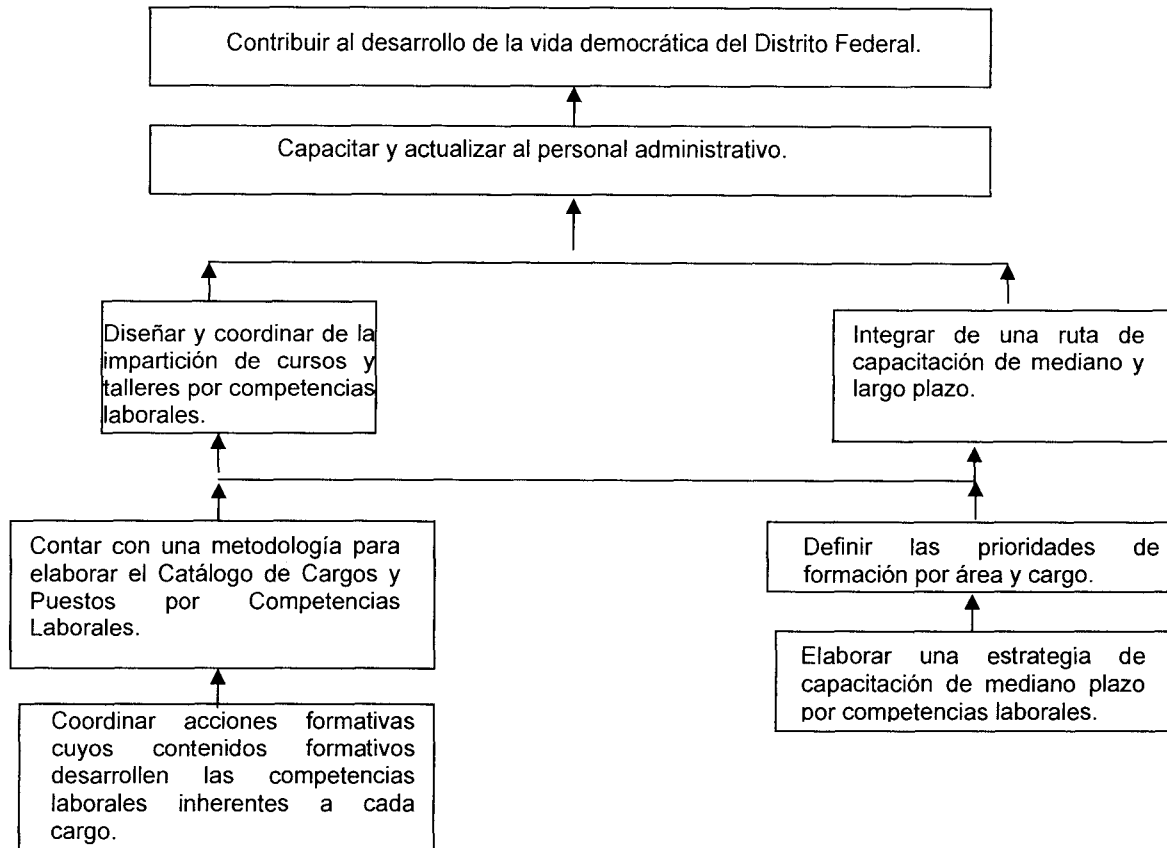 Contribuir al desarrollo de la vida democrática del Distrito Federal.
Capacitar y actualizar al personal administrativo.
Diseñar y coordinar de la
impartición de cursos y
talleres por competencias
laborales.
Integrar de una ruta de
capacitación de mediano y
largo plazo.
Contar con una metodología para
elaborar el Catálogo de Cargos y
Puestos por Competencias
Laborales.
Definir las prioridades de
formación por área y cargo.
Elaborar una estrategia de
capacitación de mediano plazo
por competencias laborales.
Coordinar acciones formativas
cuyos contenidos formativos
desarrollen las competencias
laborales inherentes a cada
cargo.